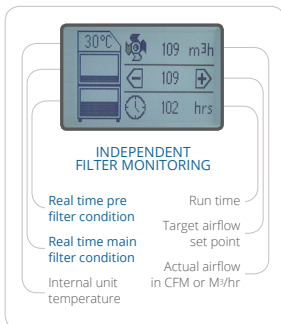 30°C
109 m³h
109
102 hrs
INDEPENDENT
FILTER MONITORING
Real time pre
filter condition
Real time main
filter condition
Internal unit
temperature
Run time
Target airflow
set point
Actual airflow
in CFM or M³/hr